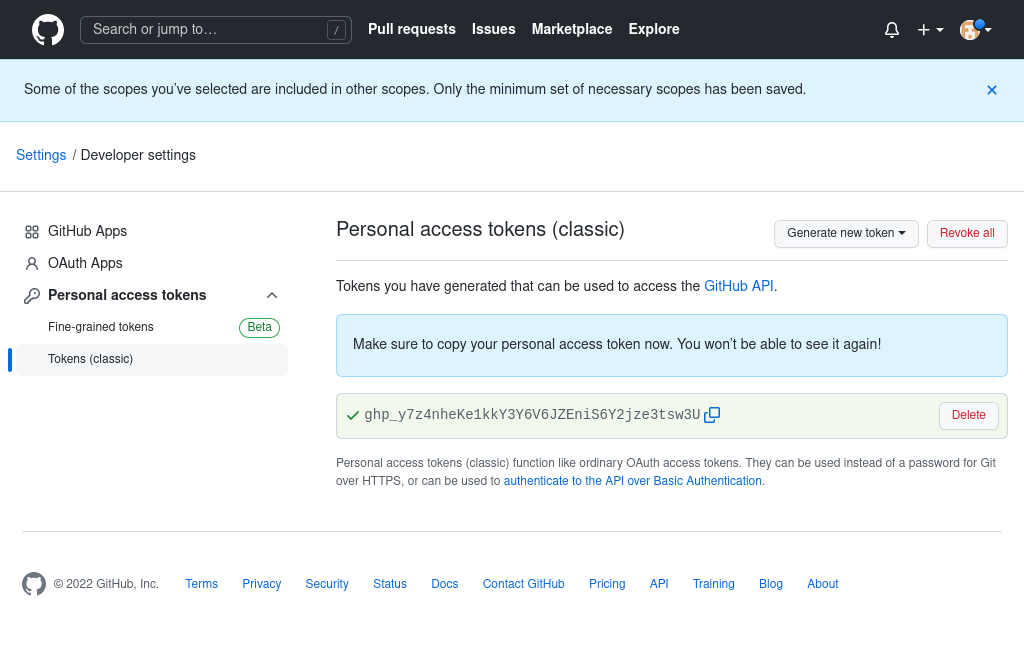 Search or jump to… / Pull requests Issues Marketplace Explore
Some of the scopes you’ve selected are included in other scopes. Only the minimum set of necessary scopes has been saved.
Settings / Developer settings
GitHub Apps
OAuth Apps
Personal access tokens
Fine-grained tokens Beta
Tokens (classic)
Personal access tokens (classic) Generate new token Revoke all
Tokens you have generated that can be used to access the GitHub API.
Make sure to copy your personal access token now. You won’t be able to see it again!
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 Delete
Personal access tokens (classic) function like ordinary OAuth access tokens. They can be used instead of a password for Git
over HTTPS, or can be used to authenticate to the API over Basic Authentication.
© 2022 GitHub, Inc. Terms Privacy Security Status Docs Contact GitHub Pricing API Training Blog About